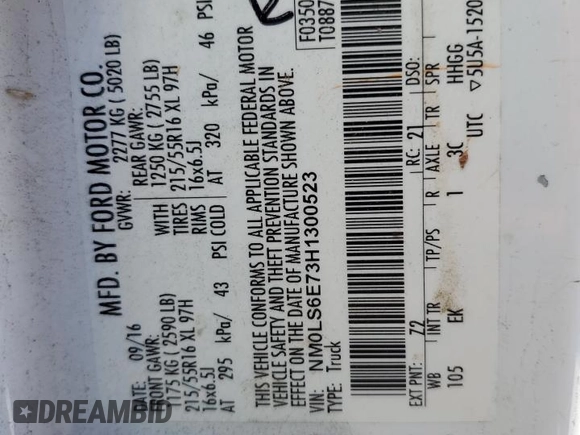 MFD. BY FORD MOTOR CO.
DATE: 09/16 GVWR: 2277 KG ( 5020 LB)
FRONT GAWR: REAR GAWR:
1175 KG ( 2590 LB) WITH 1250 KG ( 2755 LB)
215/55R16 XL 97H TIRES 215/55R16 XL 97H
16x6.5J RIMS 16x6.5J
AT 295 kPa/ 43 PSI COLD AT 320 kPa/ 46 PSI
THIS VEHICLE CONFORMS TO ALL APPLICABLE FEDERAL MOTOR
VEHICLE SAFETY AND THEFT PREVENTION STANDARDS IN
EFFECT ON THE DATE OF MANUFACTURE SHOWN ABOVE.
VIN: NM0LS6E73H1300523
TYPE: Truck
F0350
T0887
EXT PNT: Z2 RC: 21 DSO:
WB INT TR TP/PS R AXLE TR SPR
105 EK 1 3C HHGG
UTC ▽5U5A-1520
DREAMBID